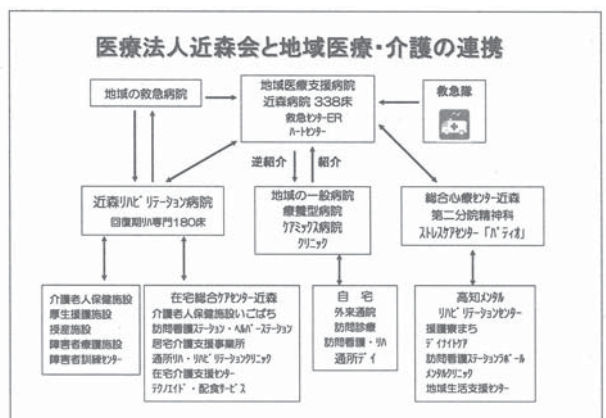 医療法人近森会と地域医療・介護の連携
地域の救急病院
地域医療支援病院
近森病院 338床
救急センターER
ハートセンター
救急隊
逆紹介
紹介
近森リハビリテーション病院
回復期リハ専門180床
地域の一般病院
療養型病院
ケアミックス病院
クリニック
総合心療センター近森
第二分院精神科
ストレスケアセンター「パティオ」
介護老人保健施設
厚生援護施設
授産施設
障害者療護施設
障害者訓練センター
在宅総合ケアセンター近森
介護老人保健施設いごばち
訪問看護ステーション・ヘルパーステーション
居宅介護支援事業所
通所リハ・リハビリテーションクリニック
在宅介護支援センター
テクノエイド・配食サービス
自 宅
外来通院
訪問診療
訪問看護・リハ
通所デイ
高知メンタル
リハビリテーションセンター
援護寮まち
デイナイトケア
訪問看護ステーションラポール
メンタルクリニック
地域生活支援センター